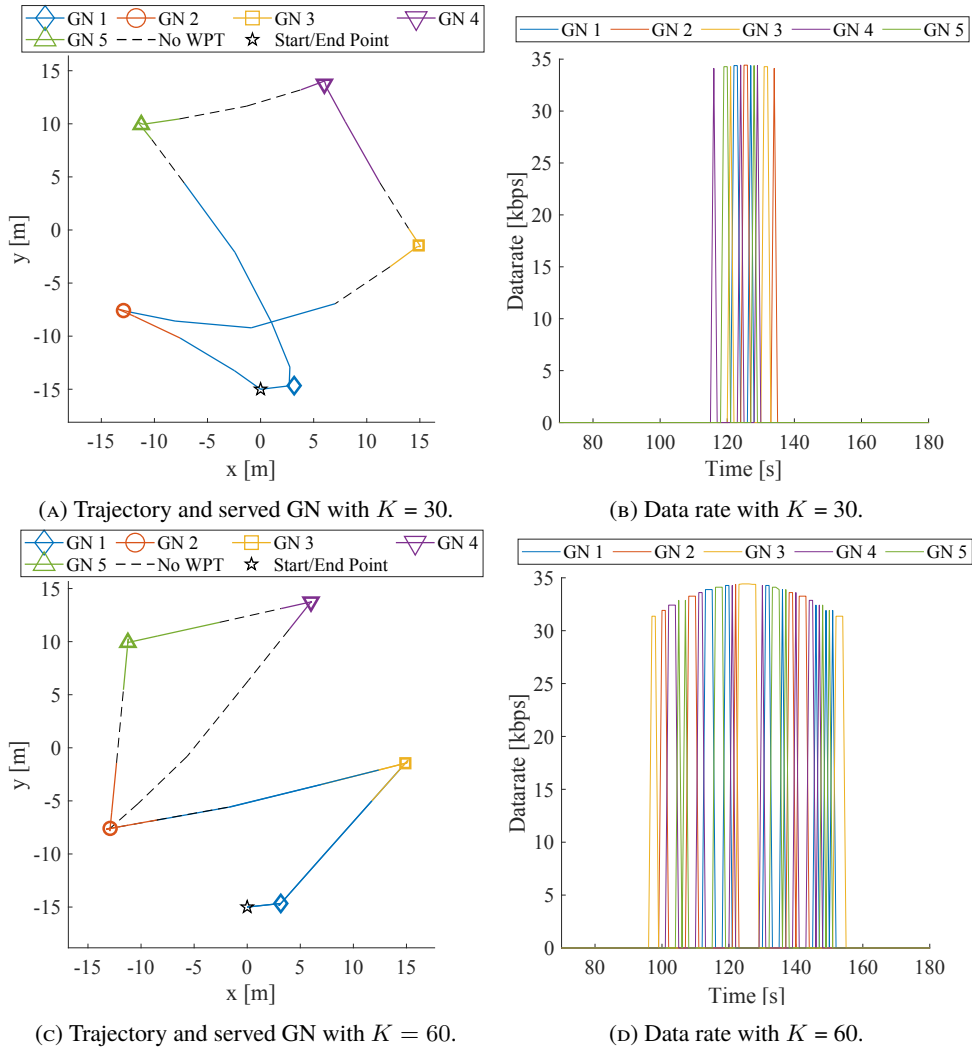 GN 1 GN 2 GN 3 GN 4
GN 5 No WPT Start/End Point
15
10
5
0
-5
-10
-15
y [m]
-15 -10 -5 0 5 10 15
x [m]
(A) Trajectory and served GN with K = 30.
GN 1 GN 2 GN 3 GN 4 GN 5
35
30
25
20
15
10
5
0
Datarate [kbps]
80 100 120 140 160 180
Time [s]
(B) Data rate with K = 30.
GN 1 GN 2 GN 3 GN 4
GN 5 No WPT Start/End Point
15
10
5
0
-5
-10
-15
y [m]
-15 -10 -5 0 5 10 15
x [m]
(C) Trajectory and served GN with K = 60.
GN 1 GN 2 GN 3 GN 4 GN 5
35
30
25
20
15
10
5
0
Datarate [kbps]
80 100 120 140 160 180
Time [s]
(D) Data rate with K = 60.